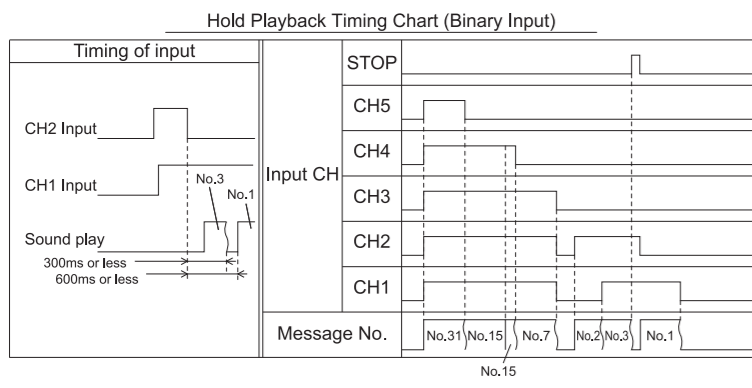 Hold Playback Timing Chart (Binary Input)
Timing of input
CH2 Input
CH1 Input
No.3
No.1
Sound play
300ms or less
600ms or less
Input CH
STOP
CH5
CH4
CH3
CH2
CH1
Message No.
No.31
No.15
No.7
No.2
No.3
No.1
No.15